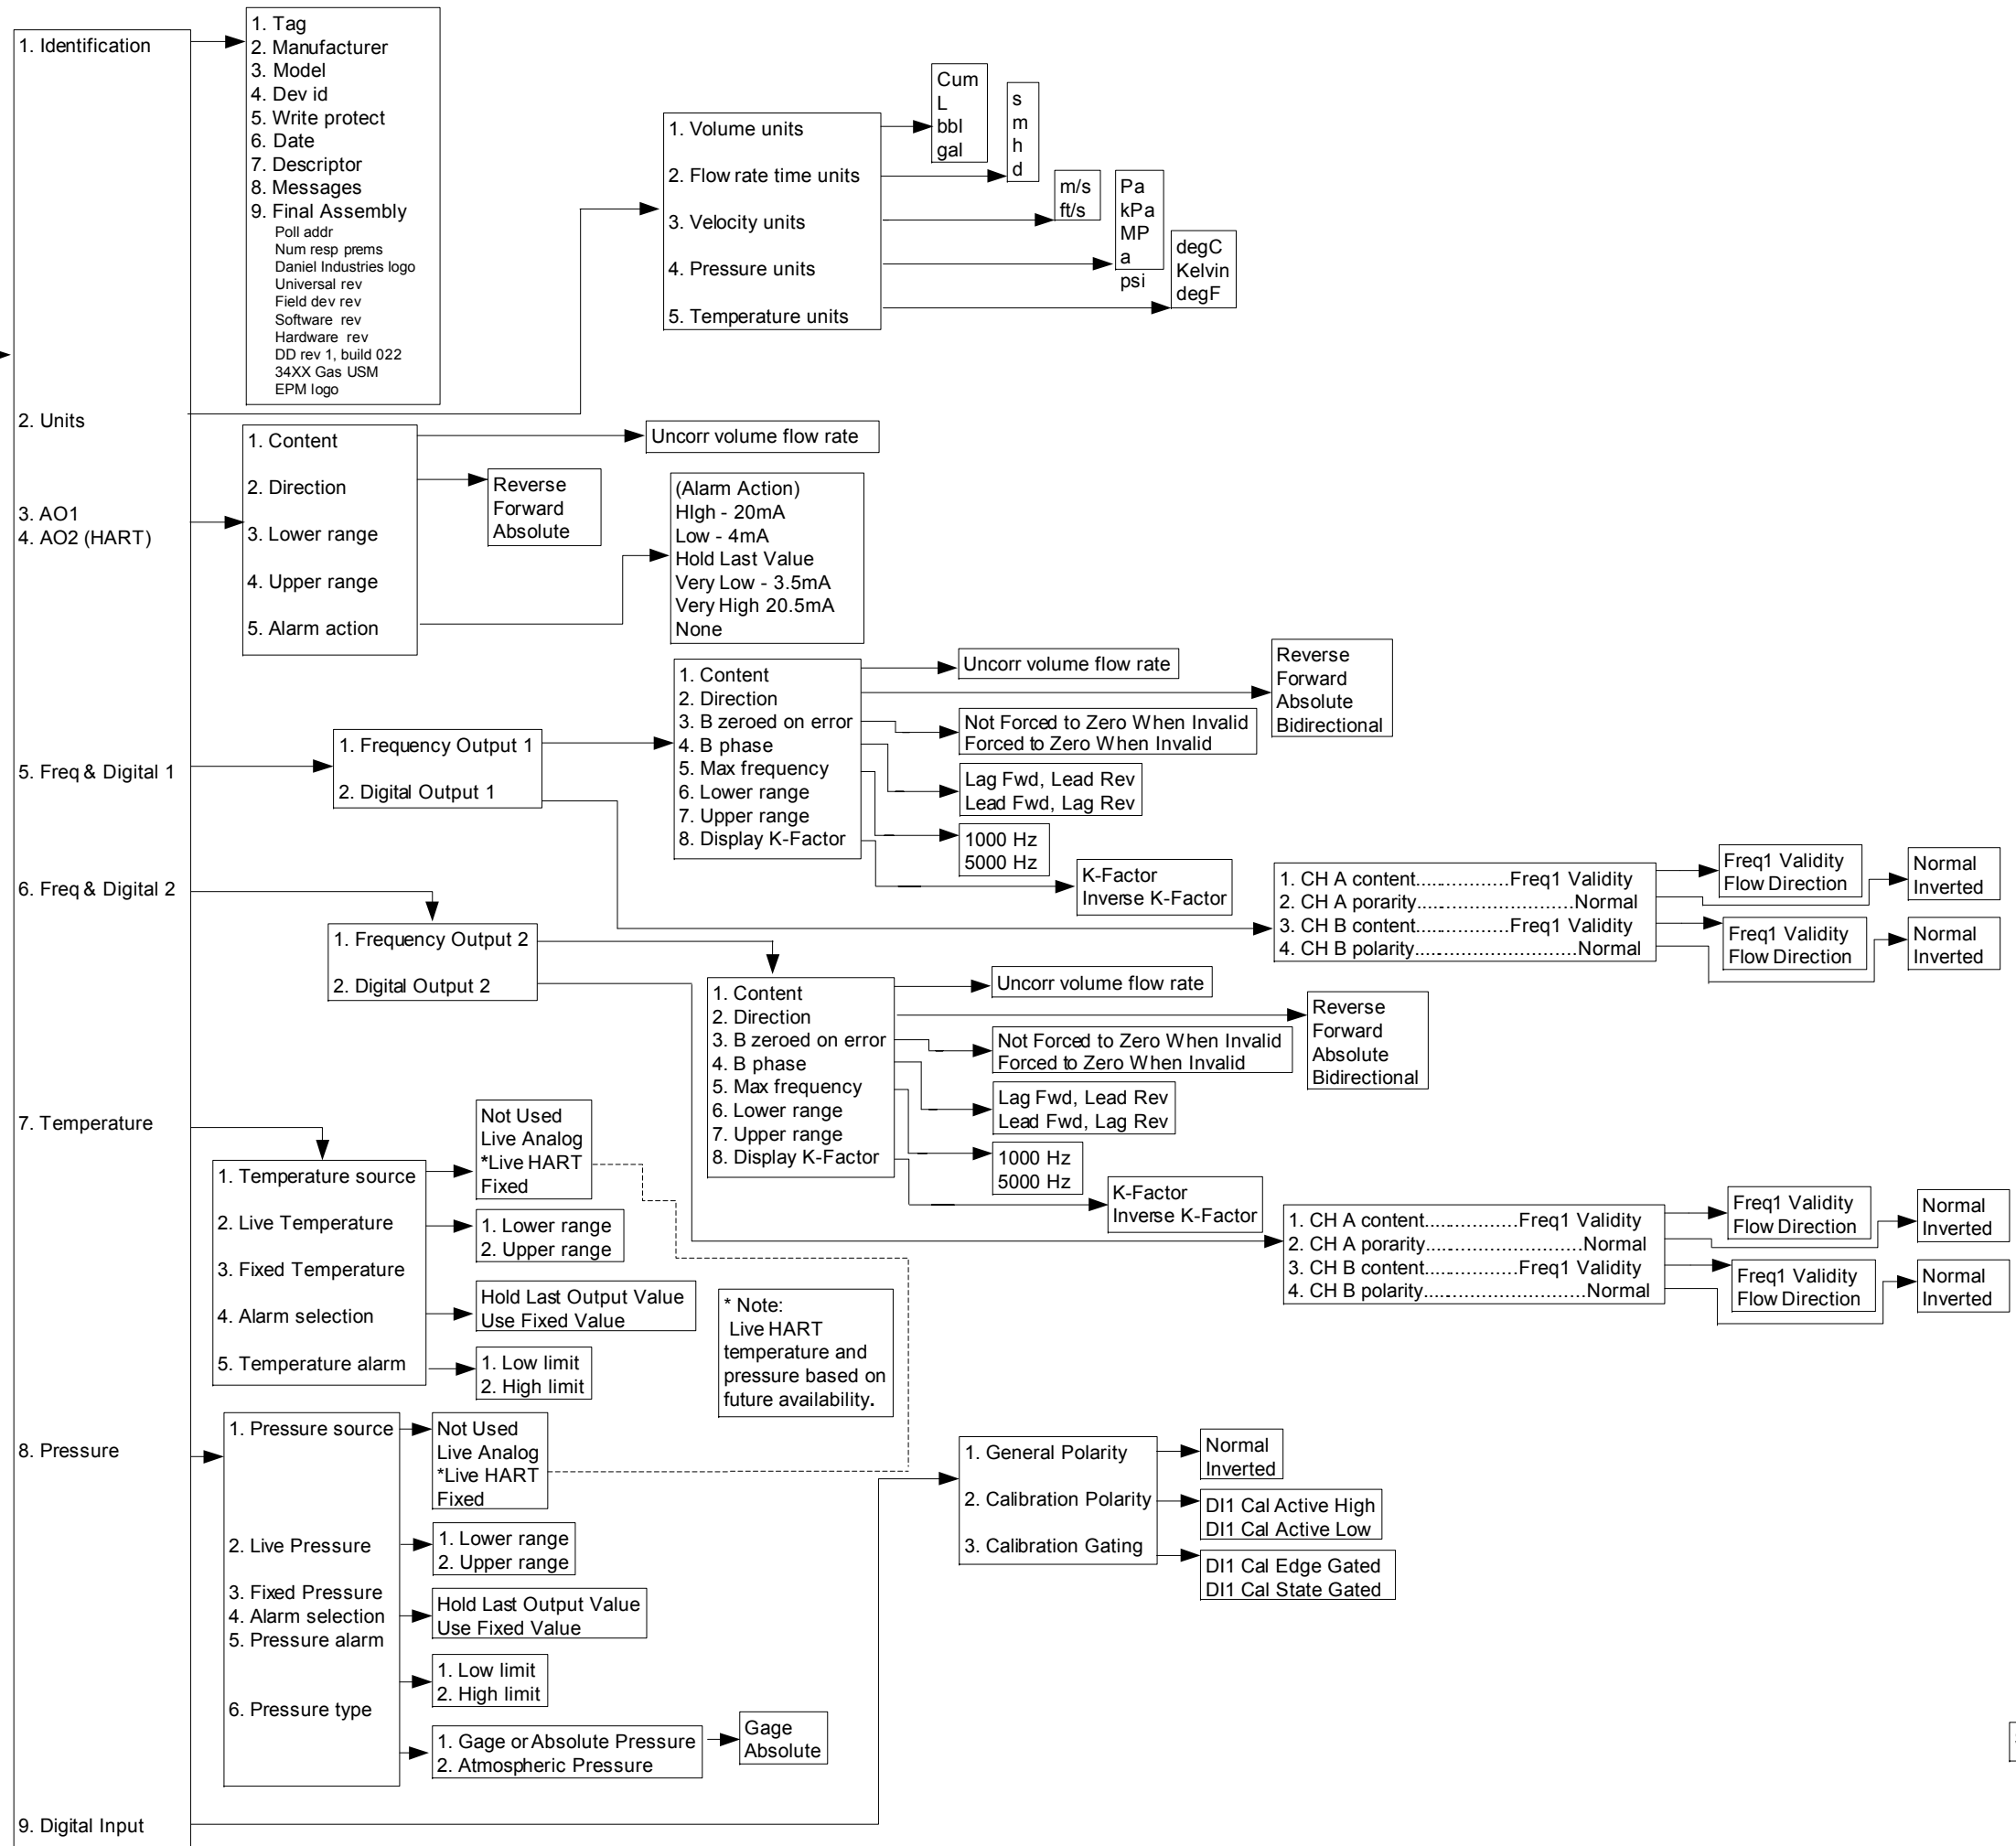 1. Identification
1. Tag
2. Manufacturer
3. Model
4. Dev id
5. Write protect
6. Date
7. Descriptor
8. Messages
9. Final Assembly
Poll addr
Num resp prems
Daniel Industries logo
Universal rev
Field dev rev
Software rev
Hardware rev
DD rev 1, build 022
34XX Gas USM
EPM logo
2. Units
1. Volume units
2. Flow rate time units
3. Velocity units
4. Pressure units
5. Temperature units
Cum
L
bbl
gal
s
m
h
d
m/s
ft/s
Pa
kPa
MP
a
psi
degC
Kelvin
degF
3. AO1
4. AO2 (HART)
1. Content
2. Direction
3. Lower range
4. Upper range
5. Alarm action
Uncorr volume flow rate
Reverse
Forward
Absolute
(Alarm Action)
HIgh - 20mA
Low - 4mA
Hold Last Value
Very Low - 3.5mA
Very High 20.5mA
None
5. Freq & Digital 1
1. Frequency Output 1
2. Digital Output 1
1. Content
2. Direction
3. B zeroed on error
4. B phase
5. Max frequency
6. Lower range
7. Upper range
8. Display K-Factor
Uncorr volume flow rate
Reverse
Forward
Absolute
Bidirectional
Not Forced to Zero When Invalid
Forced to Zero When Invalid
Lag Fwd, Lead Rev
Lead Fwd, Lag Rev
1000 Hz
5000 Hz
K-Factor
Inverse K-Factor
1. CH A content.................Freq1 Validity
2. CH A porarity............................Normal
3. CH B content.................Freq1 Validity
4. CH B polarity.............................Normal
Freq1 Validity
Flow Direction
Normal
Inverted
Freq1 Validity
Flow Direction
Normal
Inverted
6. Freq & Digital 2
1. Frequency Output 2
2. Digital Output 2
1. Content
2. Direction
3. B zeroed on error
4. B phase
5. Max frequency
6. Lower range
7. Upper range
8. Display K-Factor
Uncorr volume flow rate
Reverse
Forward
Absolute
Bidirectional
Not Forced to Zero When Invalid
Forced to Zero When Invalid
Lag Fwd, Lead Rev
Lead Fwd, Lag Rev
1000 Hz
5000 Hz
K-Factor
Inverse K-Factor
1. CH A content.................Freq1 Validity
2. CH A porarity............................Normal
3. CH B content.................Freq1 Validity
4. CH B polarity.............................Normal
Freq1 Validity
Flow Direction
Normal
Inverted
Freq1 Validity
Flow Direction
Normal
Inverted
7. Temperature
1. Temperature source
2. Live Temperature
3. Fixed Temperature
4. Alarm selection
5. Temperature alarm
Not Used
Live Analog
*Live HART
Fixed
1. Lower range
2. Upper range
Hold Last Output Value
Use Fixed Value
1. Low limit
2. High limit
* Note:
Live HART
temperature and
pressure based on
future availability.
8. Pressure
1. Pressure source
2. Live Pressure
3. Fixed Pressure
4. Alarm selection
5. Pressure alarm
6. Pressure type
Not Used
Live Analog
*Live HART
Fixed
1. Lower range
2. Upper range
Hold Last Output Value
Use Fixed Value
1. Low limit
2. High limit
1. Gage or Absolute Pressure
2. Atmospheric Pressure
Gage
Absolute
9. Digital Input
1. General Polarity
2. Calibration Polarity
3. Calibration Gating
Normal
Inverted
DI1 Cal Active High
DI1 Cal Active Low
DI1 Cal Edge Gated
DI1 Cal State Gated